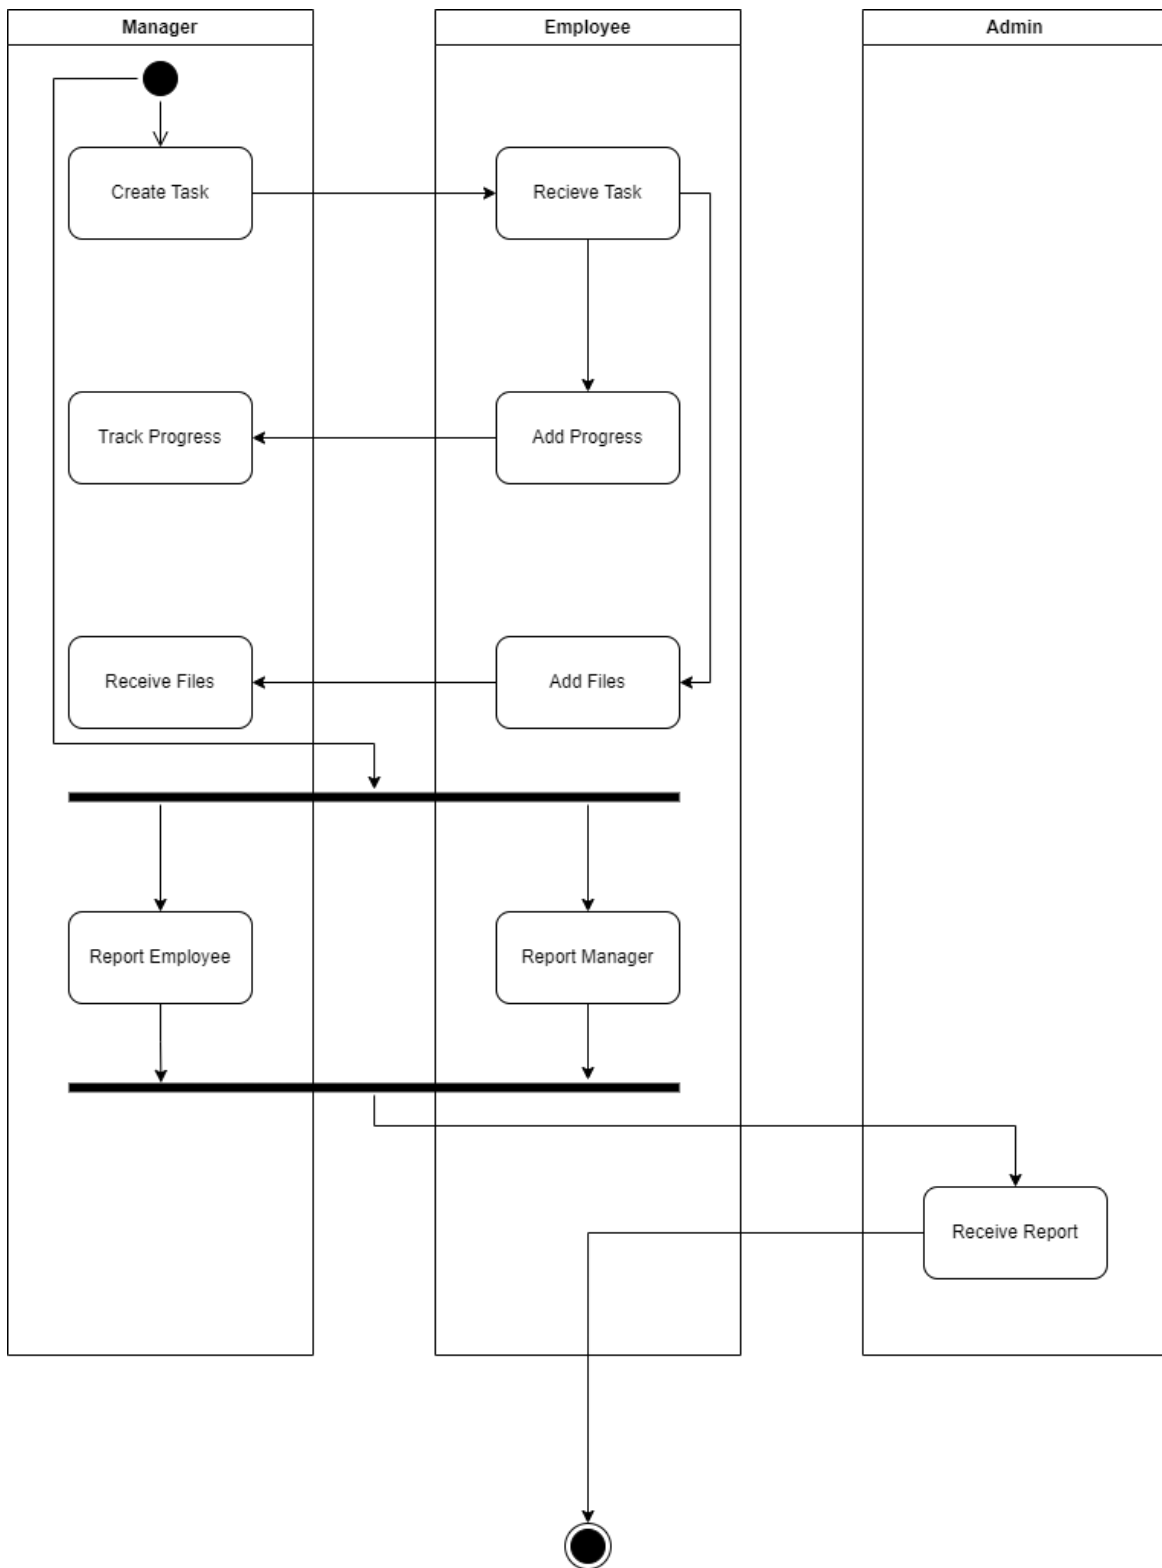 Manager
Employee
Admin
Create Task
Recieve Task
Track Progress
Add Progress
Receive Files
Add Files
Report Employee
Report Manager
Receive Report